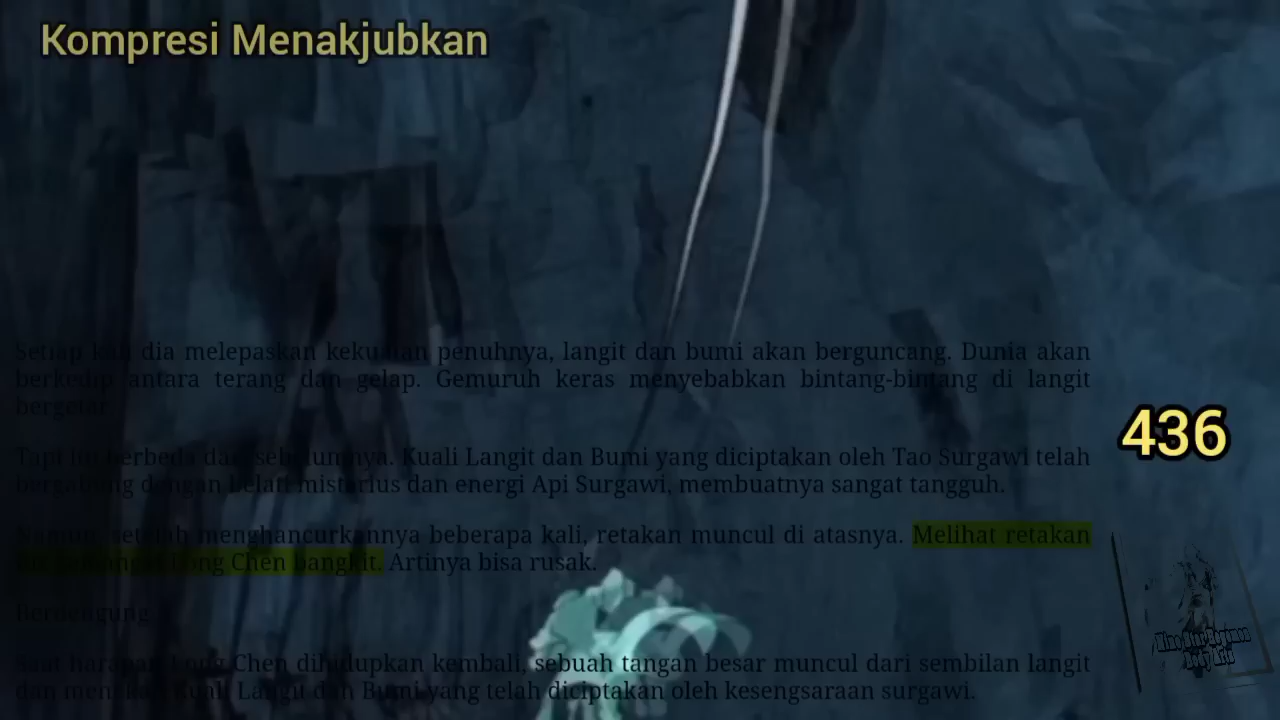 Kompresi Menakjubkan
Setiap kali dia melepaskan kekuatan penuhnya, langit dan bumi akan berguncang. Dunia akan
berkedip antara terang dan gelap. Gemuruh keras menyebabkan bintang-bintang di langit
bergetar.
436
Tapi itu berbeda dari sebelumnya. Kuali Langit dan Bumi yang diciptakan oleh Tao Surgawi telah
bergabung dengan belati misterius dan energi Api Surgawi, membuatnya sangat tangguh.
Namun, setelah menghancurkannya beberapa kali, retakan muncul di atasnya. Melihat retakan
Long Chen bangkit. Artinya bisa rusak.
Berdengung
Saat harapan Long Chen dihidupkan kembali, sebuah tangan besar muncul dari sembilan langit
dan Kuali Langit dan Bumi yang telah diciptakan oleh kesengsaraan surgawi.